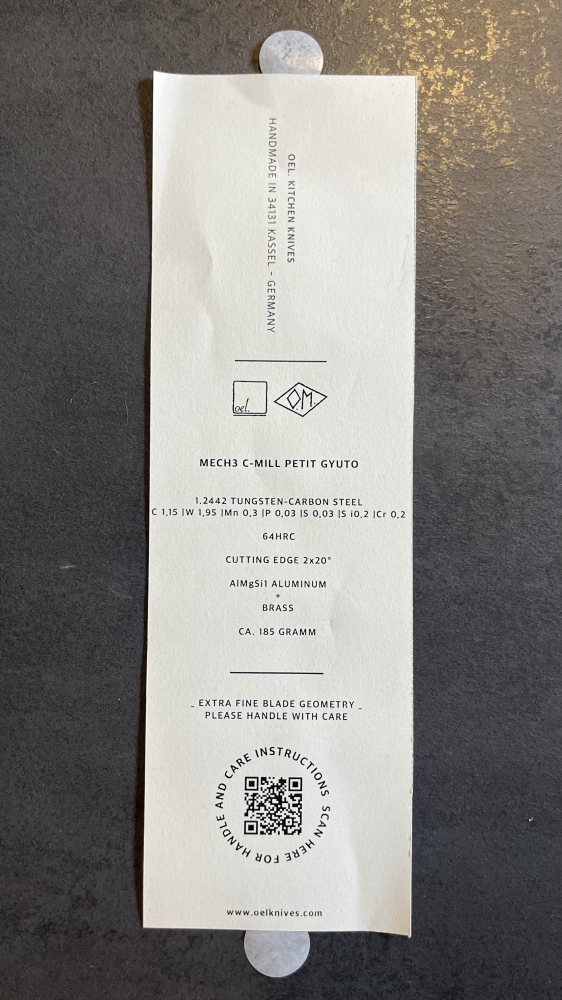 OEL. KITCHEN KNIVES
HANDMADE IN 34131 KASSEL - GERMANY
oel.
O.M.
MECH3 C-MILL PETIT GYUTO
1.2442 TUNGSTEN-CARBON STEEL
C 1,15 |W 1,95 |Mn 0,3 |P 0,03 |S 0,03 |S i0,2 |Cr 0,2
64HRC
CUTTING EDGE 2x20°
AlMgSi1 ALUMINUM
+
BRASS
CA. 185 GRAMM
_ EXTRA FINE BLADE GEOMETRY _
PLEASE HANDLE WITH CARE
SCAN HERE FOR HANDLE AND CARE INSTRUCTIONS
www.oelknives.com